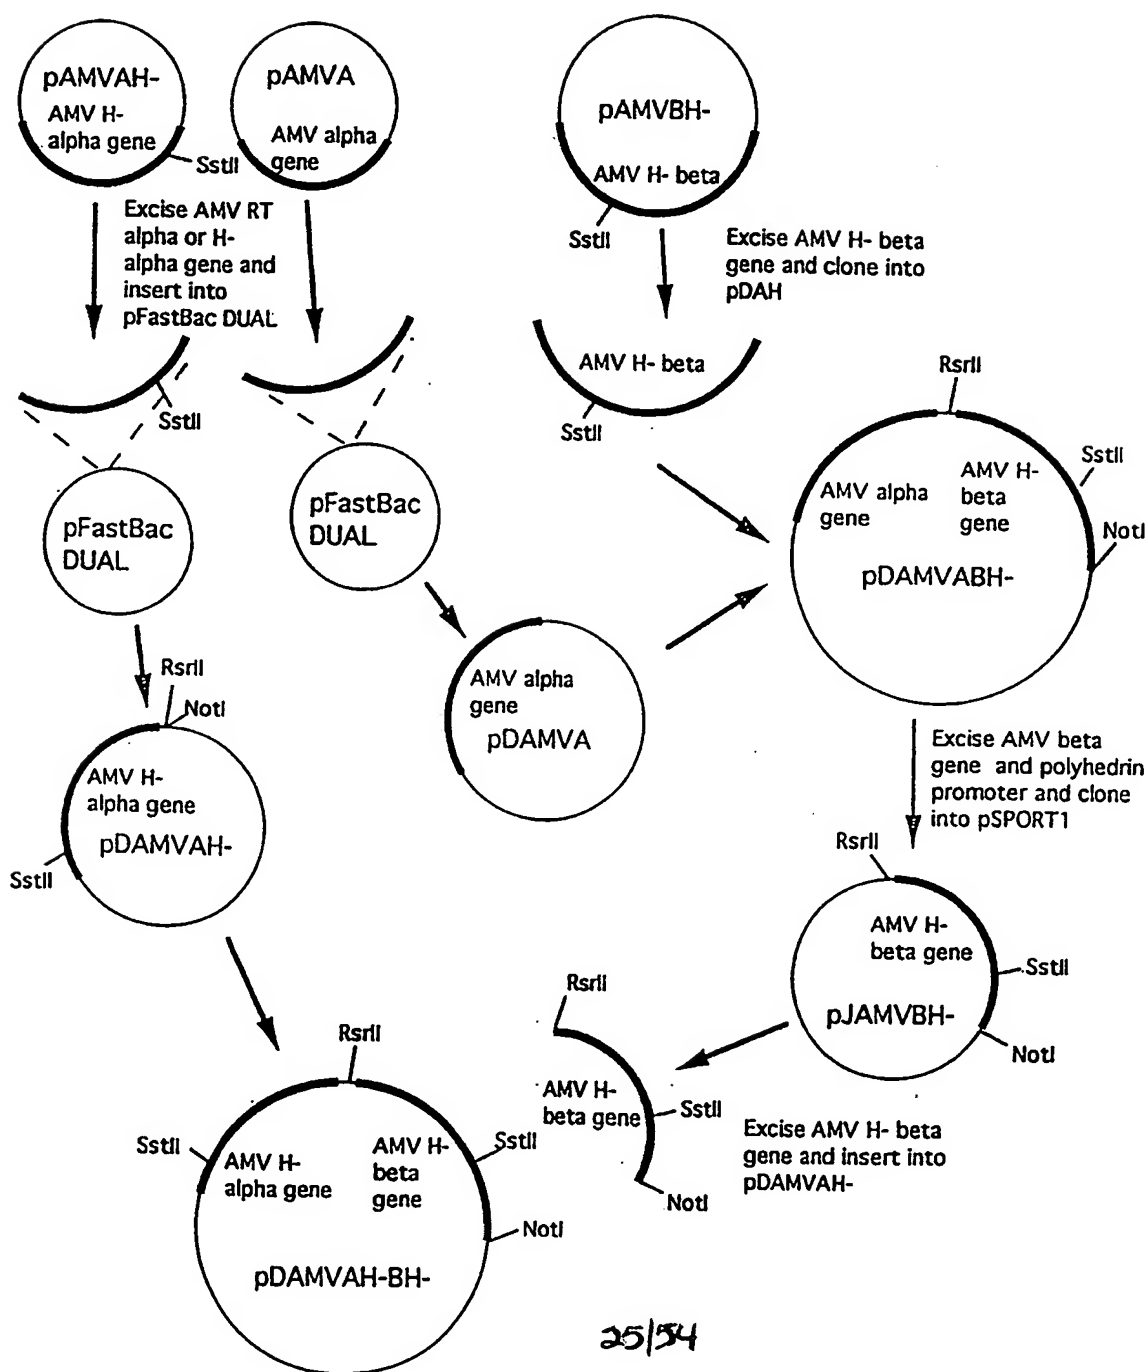 pAMVAH-
AMV H-
alpha gene
SstII
pAMVA
AMV alpha
gene
pAMVBH-
AMV H- beta
SstII
Excise AMV RT
alpha or H-
alpha gene and
insert into
pFastBac DUAL
Excise AMV H- beta
gene and clone into
pDAH
SstII
AMV H- beta
SstII
pFastBac
DUAL
pFastBac
DUAL
RsrII
AMV alpha
gene
AMV H-
beta
gene
SstII
NotI
pDAMVABH-
RsrII
NotI
AMV H-
alpha gene
pDAMVAH-
SstII
AMV alpha
gene
pDAMVA
Excise AMV beta
gene and polyhedrin
promoter and clone
into pSPORT1
RsrII
AMV H-
beta gene
SstII
pJAMVBH-
NotI
RsrII
AMV H-
beta gene
SstII
NotI
Excise AMV H- beta
gene and insert into
pDAMVAH-
RsrII
SstII
AMV H-
alpha gene
AMV H-
beta
gene
SstII
NotI
pDAMVAH-BH-
25/54